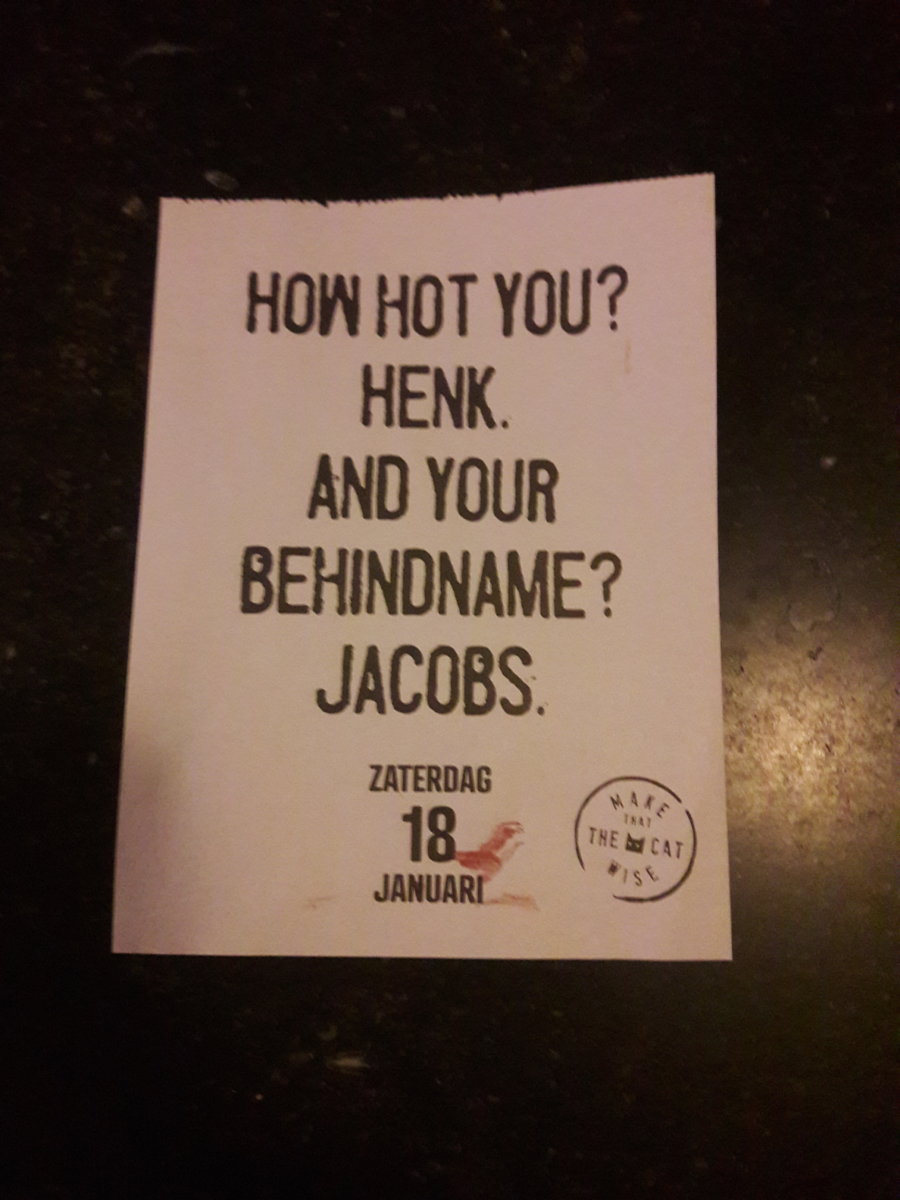 HOW HOT YOU?
HENK.
AND YOUR
BEHINDNAME?
JACOBS.
ZATERDAG
18
JANUARI
MAKE
THAT
THE CAT
WISE